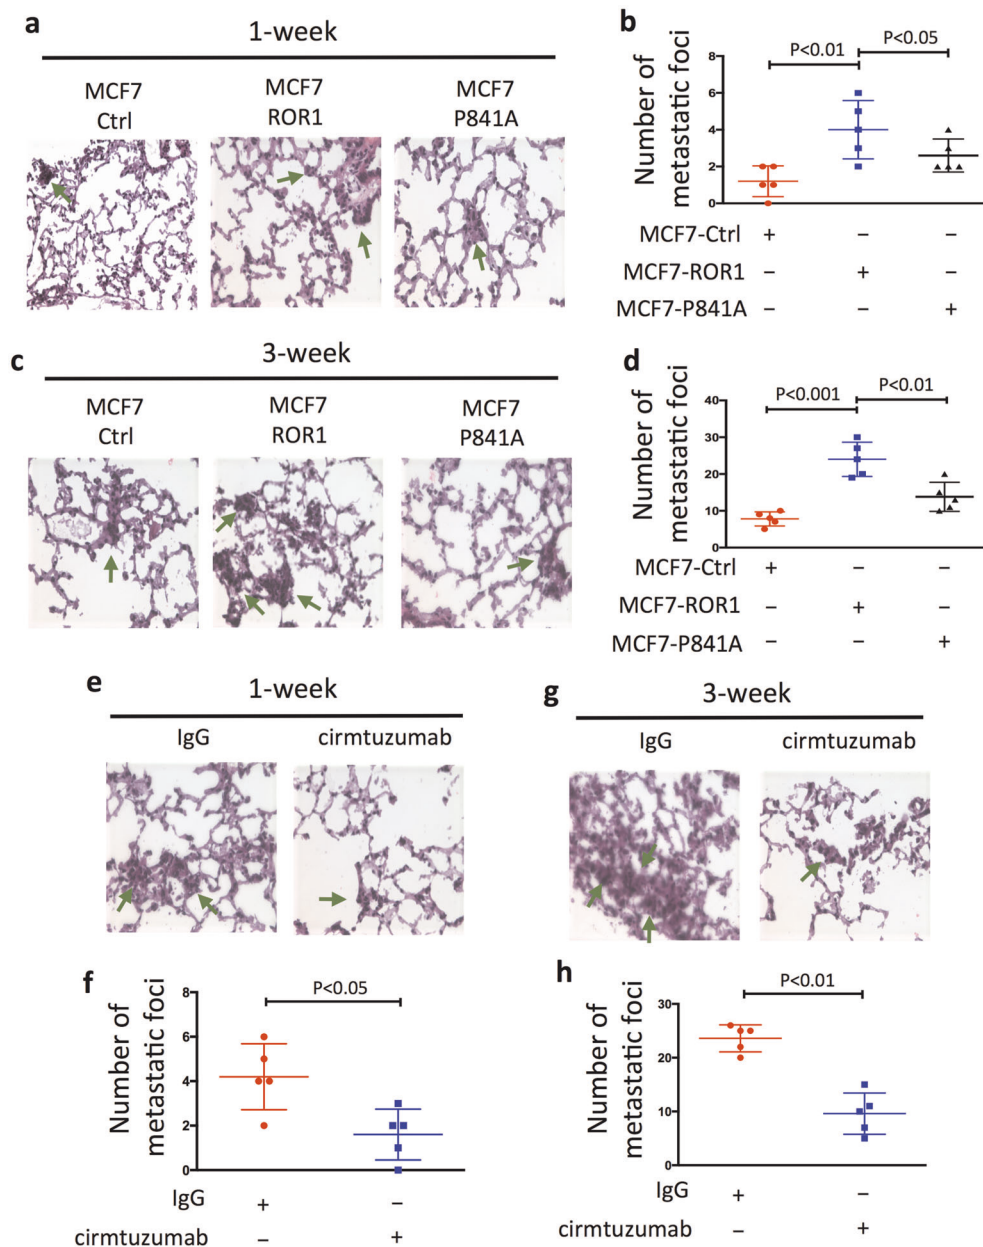 a
1-week
MCF7
Ctrl
MCF7
ROR1
MCF7
P841A
b
P<0.01
P<0.05
Number of
metastatic foci
8
6
4
2
0
MCF7-Ctrl + – –
MCF7-ROR1 – + –
MCF7-P841A – – +
c
3-week
MCF7
Ctrl
MCF7
ROR1
MCF7
P841A
d
P<0.001
P<0.01
Number of
metastatic foci
40
30
20
10
0
MCF7-Ctrl + – –
MCF7-ROR1 – + –
MCF7-P841A – – +
e
1-week
IgG
cirmtuzumab
g
3-week
IgG
cirmtuzumab
f
P<0.05
Number of
metastatic foci
8
6
4
2
0
IgG + –
cirmtuzumab – +
h
P<0.01
Number of
metastatic foci
30
20
10
0
IgG + –
cirmtuzumab – +